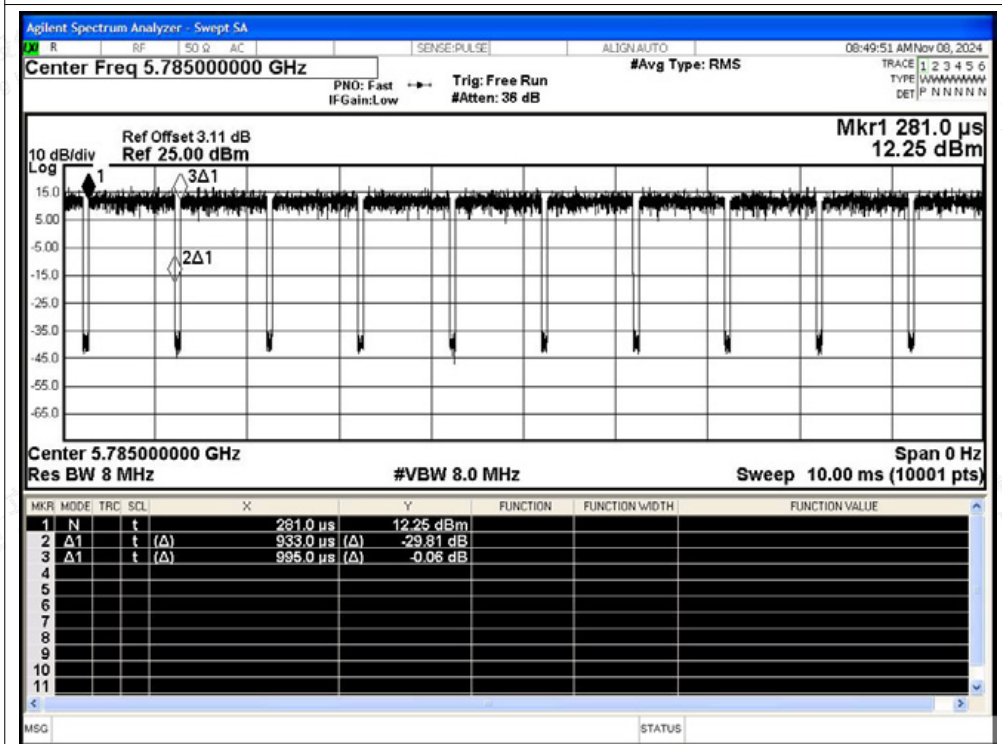 Agilent Spectrum Analyzer - Swept SA
LXI R RF 50 Ω AC SENSE:PULSE ALIGN AUTO 08:49:51 AM Nov 08, 2024
Center Freq 5.785000000 GHz #Avg Type: RMS TRACE 1 2 3 4 5 6
PNO: Fast Trig: Free Run TYPE WWWWWW
IFGain:Low #Atten: 36 dB DET P N N N N N
Mkr1 281.0 µs
Ref Offset 3.11 dB
10 dB/div Ref 25.00 dBm 12.25 dBm
Log
1 3Δ1
15.0
5.00
-5.00
2Δ1
-15.0
-25.0
-35.0
-45.0
-55.0
-65.0
Center 5.785000000 GHz Span 0 Hz
Res BW 8 MHz #VBW 8.0 MHz Sweep 10.00 ms (10001 pts)
MKR MODE TRC SCL X Y FUNCTION FUNCTION WIDTH FUNCTION VALUE
1 N t 281.0 µs 12.25 dBm
2 Δ1 t (Δ) 933.0 µs (Δ) -29.81 dB
3 Δ1 t (Δ) 995.0 µs (Δ) -0.06 dB
4
5
6
7
8
9
10
11
MSG STATUS